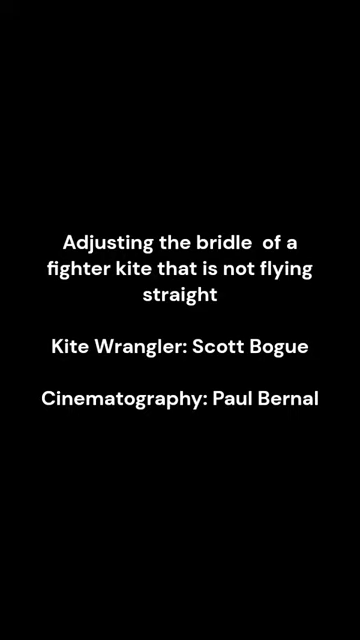 Adjusting the bridle  of a
fighter kite that is not flying
straight
Kite Wrangler: Scott Bogue
Cinematography: Paul Bernal